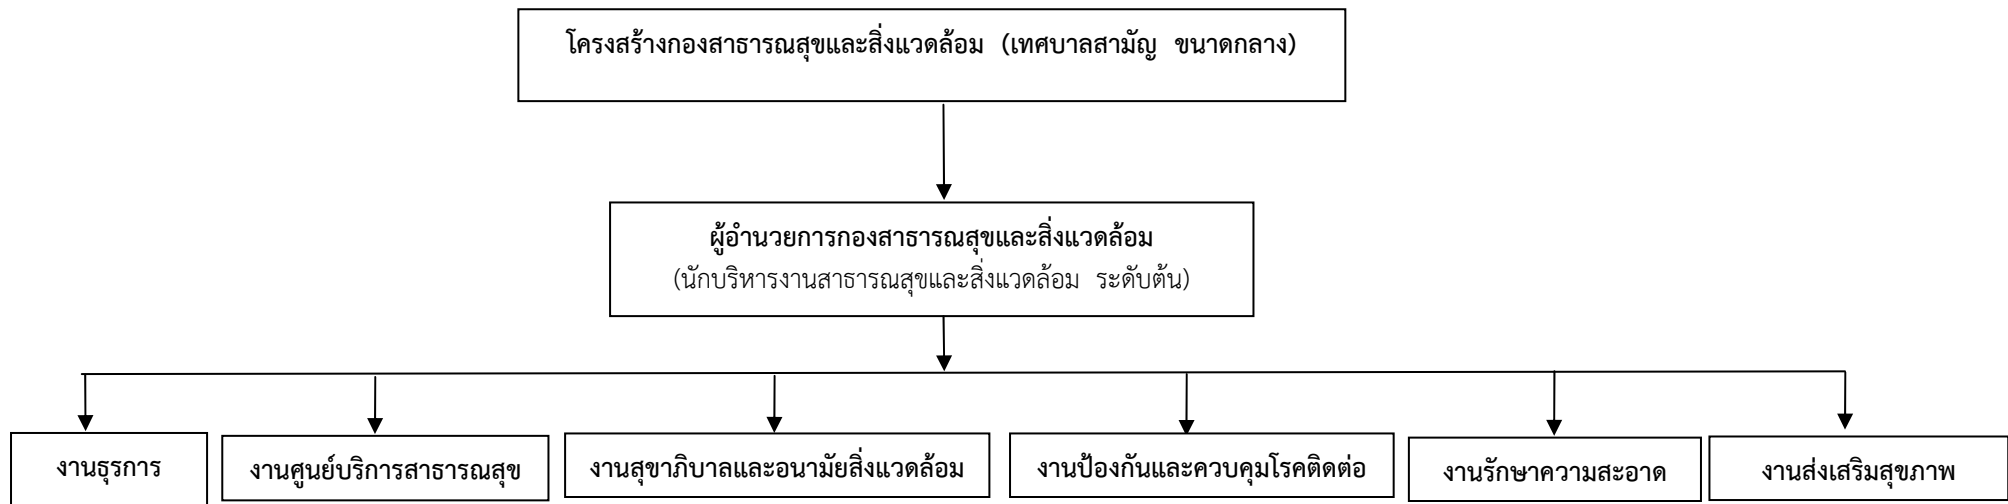 โครงสร้างกองสาธารณสุขและสิ่งแวดล้อม (เทศบาลสามัญ ขนาดกลาง)
ผู้อำนวยการกองสาธารณสุขและสิ่งแวดล้อม
(นักบริหารงานสาธารณสุขและสิ่งแวดล้อม ระดับต้น)
งานธุรการ
งานศูนย์บริการสาธารณสุข
งานสุขาภิบาลและอนามัยสิ่งแวดล้อม
งานป้องกันและควบคุมโรคติดต่อ
งานรักษาความสะอาด
งานส่งเสริมสุขภาพ